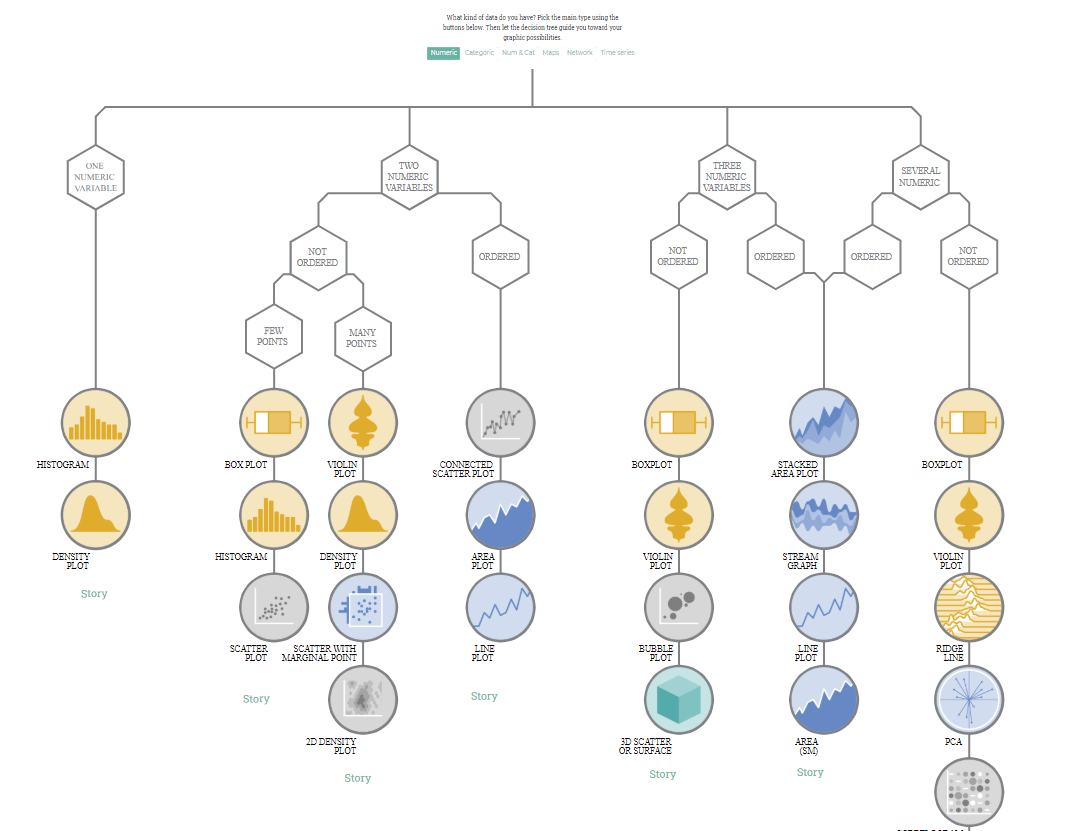 What kind of data do you have? Pick the main type using the
buttons below. Then let the decision tree guide you toward your
graphic possibilities.
Numeric Categoric Num & Cat Maps Network Time series
ONE
NUMERIC
VARIABLE
TWO
NUMERIC
VARIABLES
THREE
NUMERIC
VARIABLES
SEVERAL
NUMERIC
NOT
ORDERED
ORDERED
NOT
ORDERED
ORDERED
ORDERED
NOT
ORDERED
FEW
POINTS
MANY
POINTS
HISTOGRAM
BOX PLOT
VIOLIN
PLOT
CONNECTED
SCATTER PLOT
BOXPLOT
STACKED
AREA PLOT
BOXPLOT
DENSITY
PLOT
HISTOGRAM
DENSITY
PLOT
AREA
PLOT
VIOLIN
PLOT
STREAM
GRAPH
VIOLIN
PLOT
Story
SCATTER
PLOT
SCATTER WITH
MARGINAL POINT
LINE
PLOT
BUBBLE
PLOT
LINE
PLOT
RIDGE
LINE
Story
Story
2D DENSITY
PLOT
3D SCATTER
OR SURFACE
AREA
(SM)
PCA
Story
Story
Story